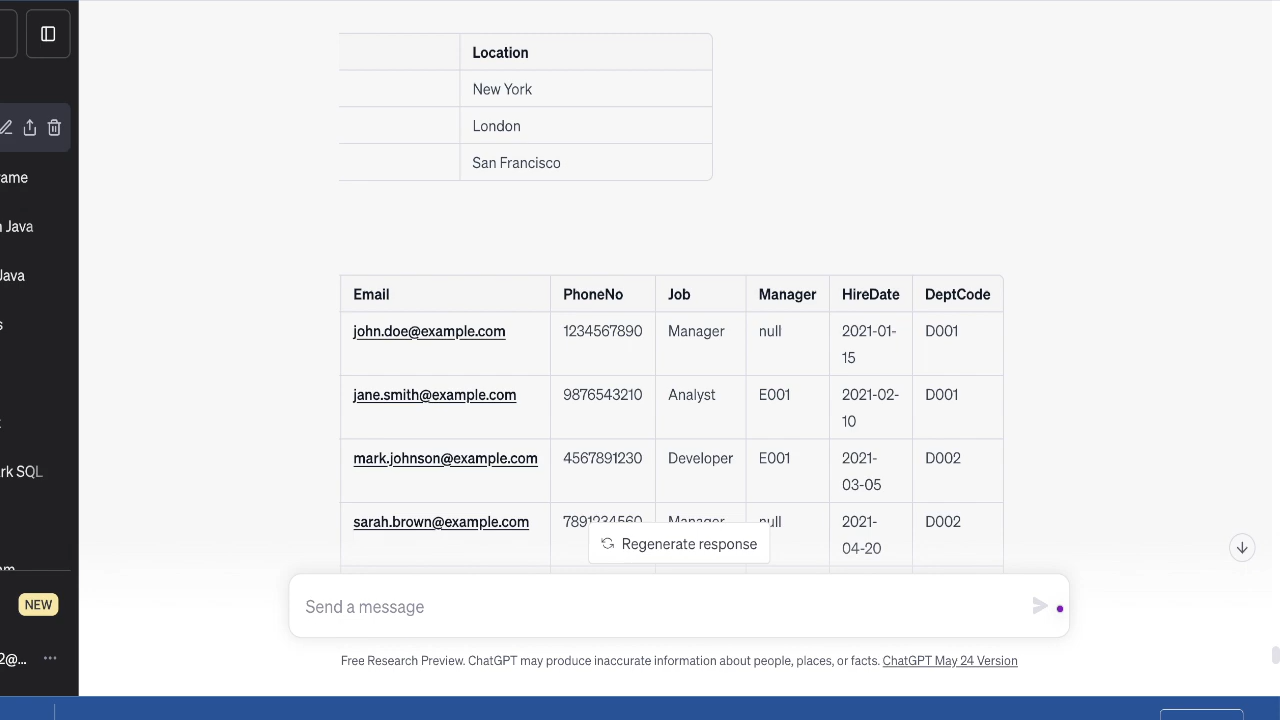 Location
New York
London
San Francisco
ame
Java
Java
s
rk SQL
Email PhoneNo Job Manager HireDate DeptCode
john.doe@example.com 1234567890 Manager null 2021-01-15 D001
jane.smith@example.com 9876543210 Analyst E001 2021-02-10 D001
mark.johnson@example.com 4567891230 Developer E001 2021-03-05 D002
sarah.brown@example.com 7891234560 Manager null 2021-04-20 D002
Regenerate response
NEW
Send a message
2@...
Free Research Preview. ChatGPT may produce inaccurate information about people, places, or facts. ChatGPT May 24 Version